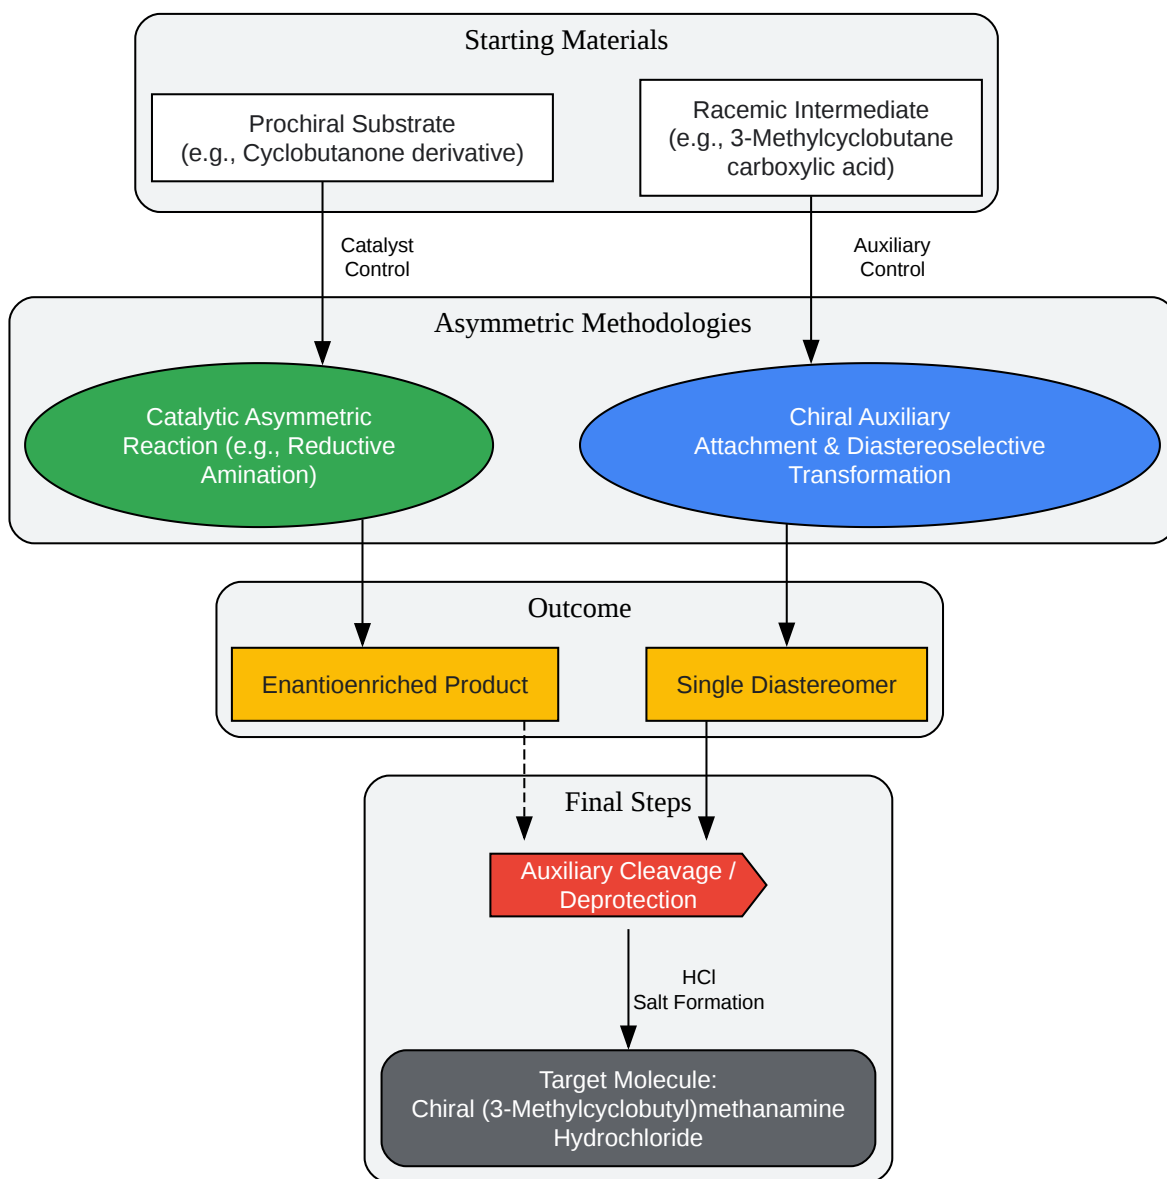 Starting Materials
Prochiral Substrate
(e.g., Cyclobutanone derivative)
Racemic Intermediate
(e.g., 3-Methylcyclobutane
carboxylic acid)
Catalyst
Control
Auxiliary
Control
Asymmetric Methodologies
Catalytic Asymmetric
Reaction (e.g., Reductive
Amination)
Chiral Auxiliary
Attachment & Diastereoselective
Transformation
Outcome
Enantioenriched Product
Single Diastereomer
Final Steps
Auxiliary Cleavage /
Deprotection
HCl
Salt Formation
Target Molecule:
Chiral (3-Methylcyclobutyl)methanamine
Hydrochloride